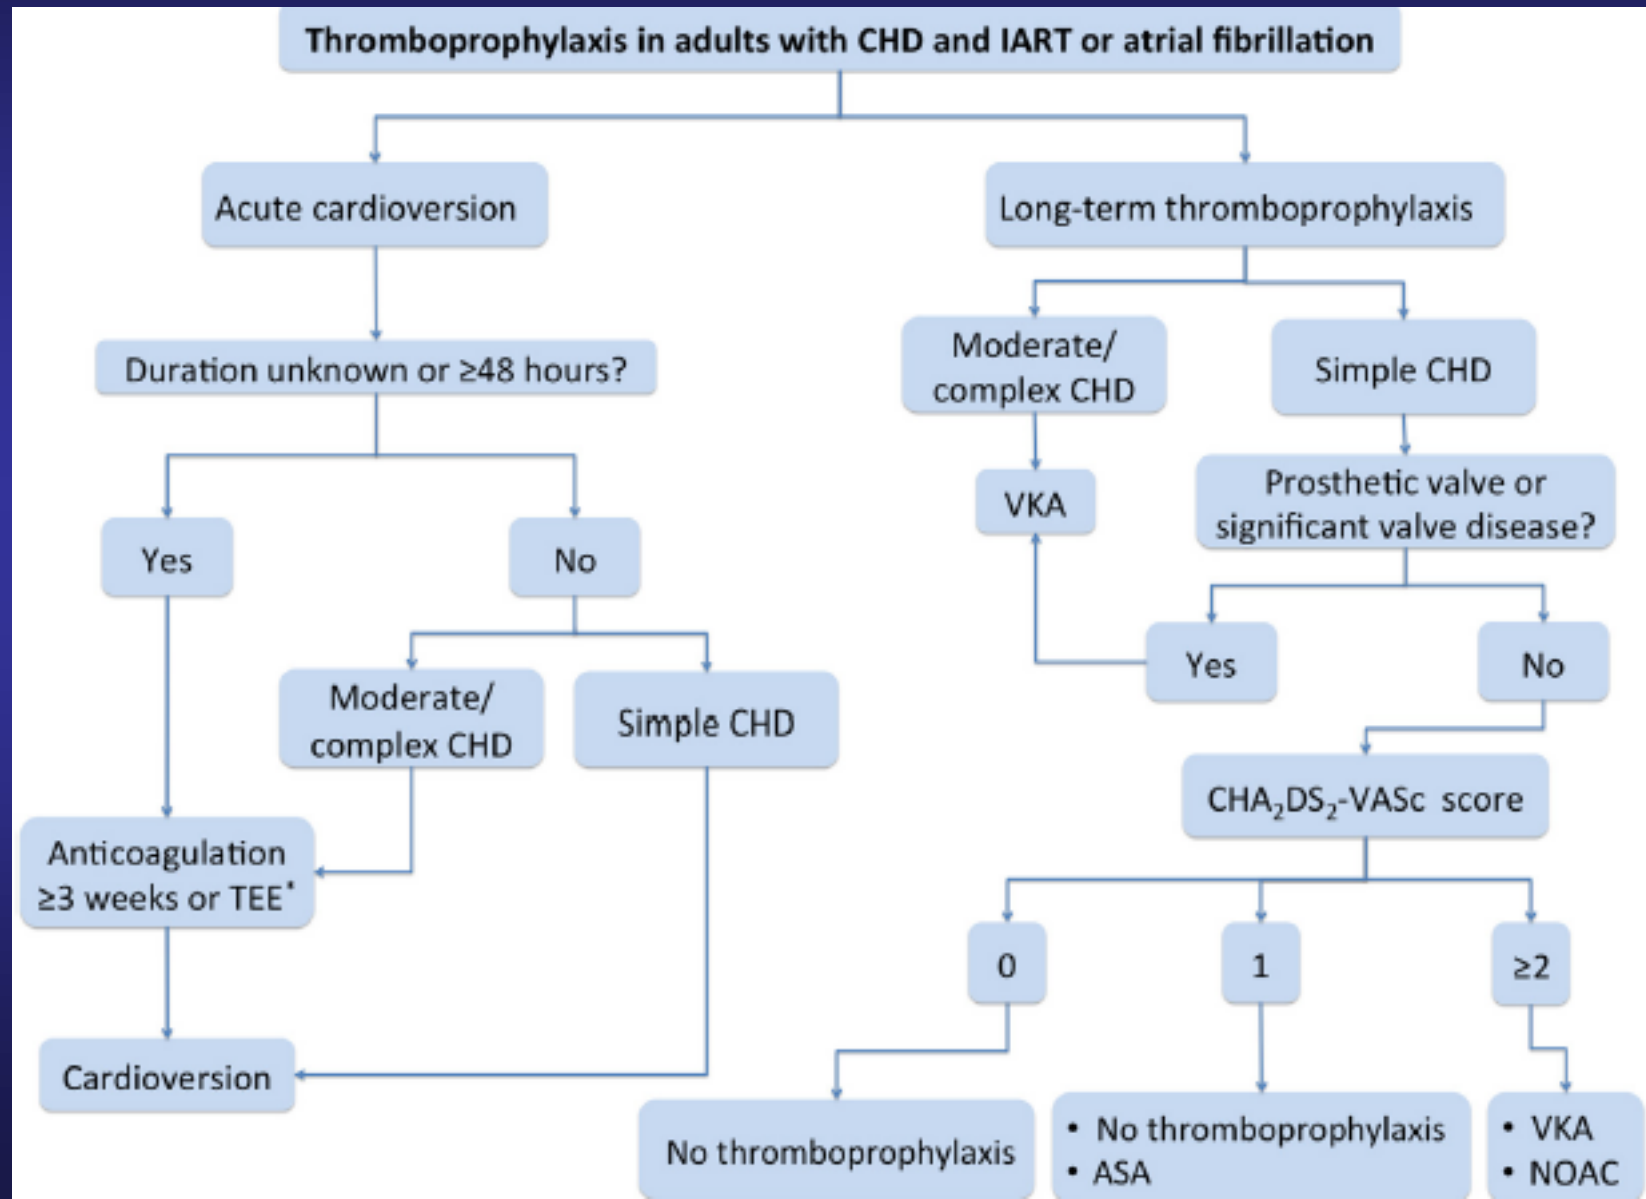 Thromboprophylaxis in adults with CHD and IART or atrial fibrillation
Acute cardioversion
Long-term thromboprophylaxis
Duration unknown or ≥48 hours?
Moderate/
complex CHD
Simple CHD
VKA
Prosthetic valve or
significant valve disease?
Yes
No
Yes
No
Moderate/
complex CHD
Simple CHD
CHA₂DS₂-VASc score
Anticoagulation
≥3 weeks or TEE*
0
1
≥2
Cardioversion
No thromboprophylaxis
• No thromboprophylaxis
• ASA
• VKA
• NOAC